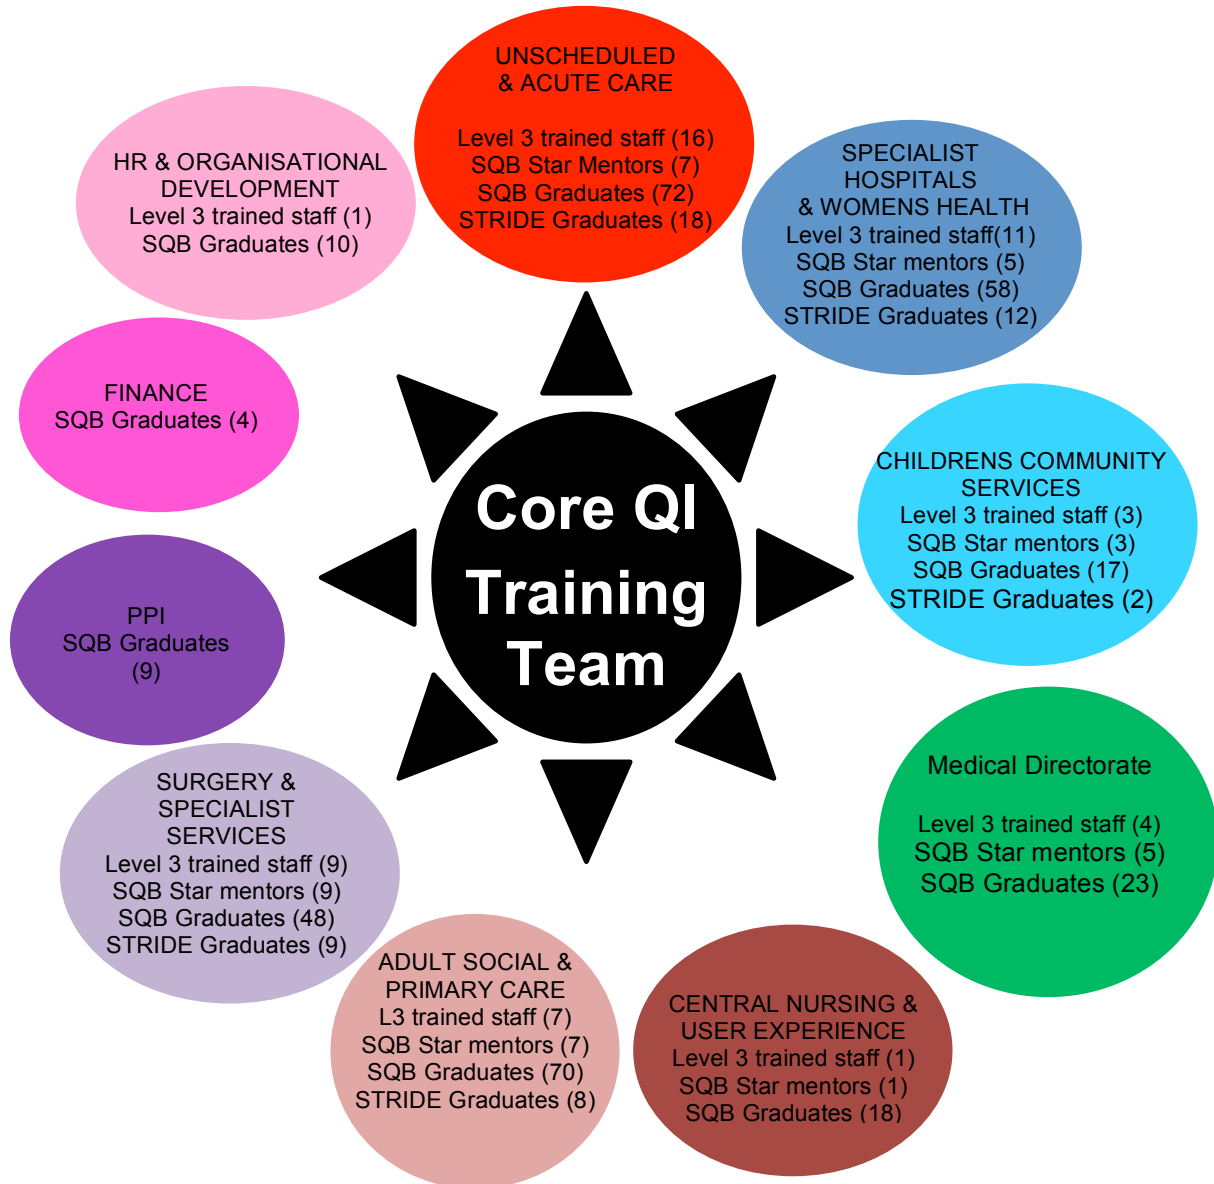 UNSCHEDULED
& ACUTE CARE
Level 3 trained staff (16)
SQB Star Mentors (7)
SQB Graduates (72)
STRIDE Graduates (18)
SPECIALIST
HOSPITALS
& WOMENS HEALTH
Level 3 trained staff(11)
SQB Star mentors (5)
SQB Graduates (58)
STRIDE Graduates (12)
CHILDRENS COMMUNITY
SERVICES
Level 3 trained staff (3)
SQB Star mentors (3)
SQB Graduates (17)
STRIDE Graduates (2)
Medical Directorate
Level 3 trained staff (4)
SQB Star mentors (5)
SQB Graduates (23)
CENTRAL NURSING &
USER EXPERIENCE
Level 3 trained staff (1)
SQB Star mentors (1)
SQB Graduates (18)
ADULT SOCIAL &
PRIMARY CARE
L3 trained staff (7)
SQB Star mentors (7)
SQB Graduates (70)
STRIDE Graduates (8)
SURGERY &
SPECIALIST
SERVICES
Level 3 trained staff (9)
SQB Star mentors (9)
SQB Graduates (48)
STRIDE Graduates (9)
PPI
SQB Graduates
(9)
FINANCE
SQB Graduates (4)
HR & ORGANISATIONAL
DEVELOPMENT
Level 3 trained staff (1)
SQB Graduates (10)
Core QI
Training
Team